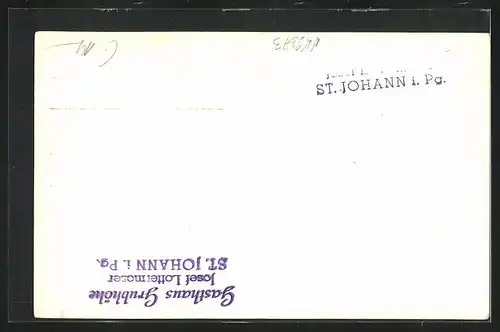 ST. JOHANN i. Pg.
Gasthaus Grubhöhe
Josef Lottermoser
ST. JOHANN i. Pg.